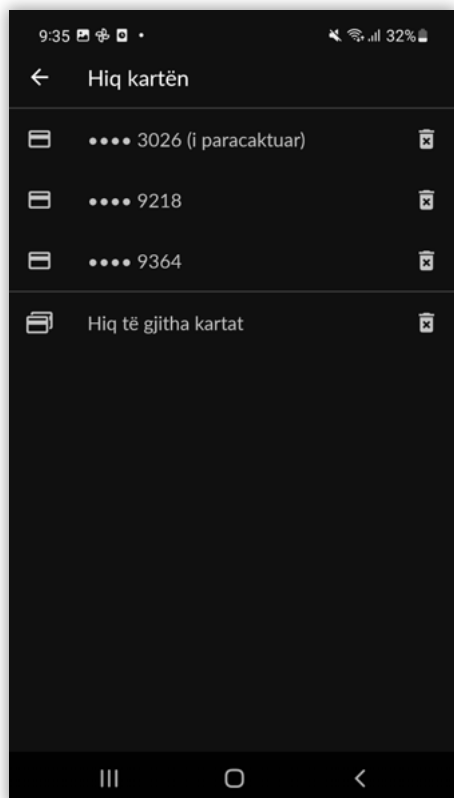 9:35 32%
Hiq kartën
•••• 3026 (i paracaktuar)
•••• 9218
•••• 9364
Hiq të gjitha kartat